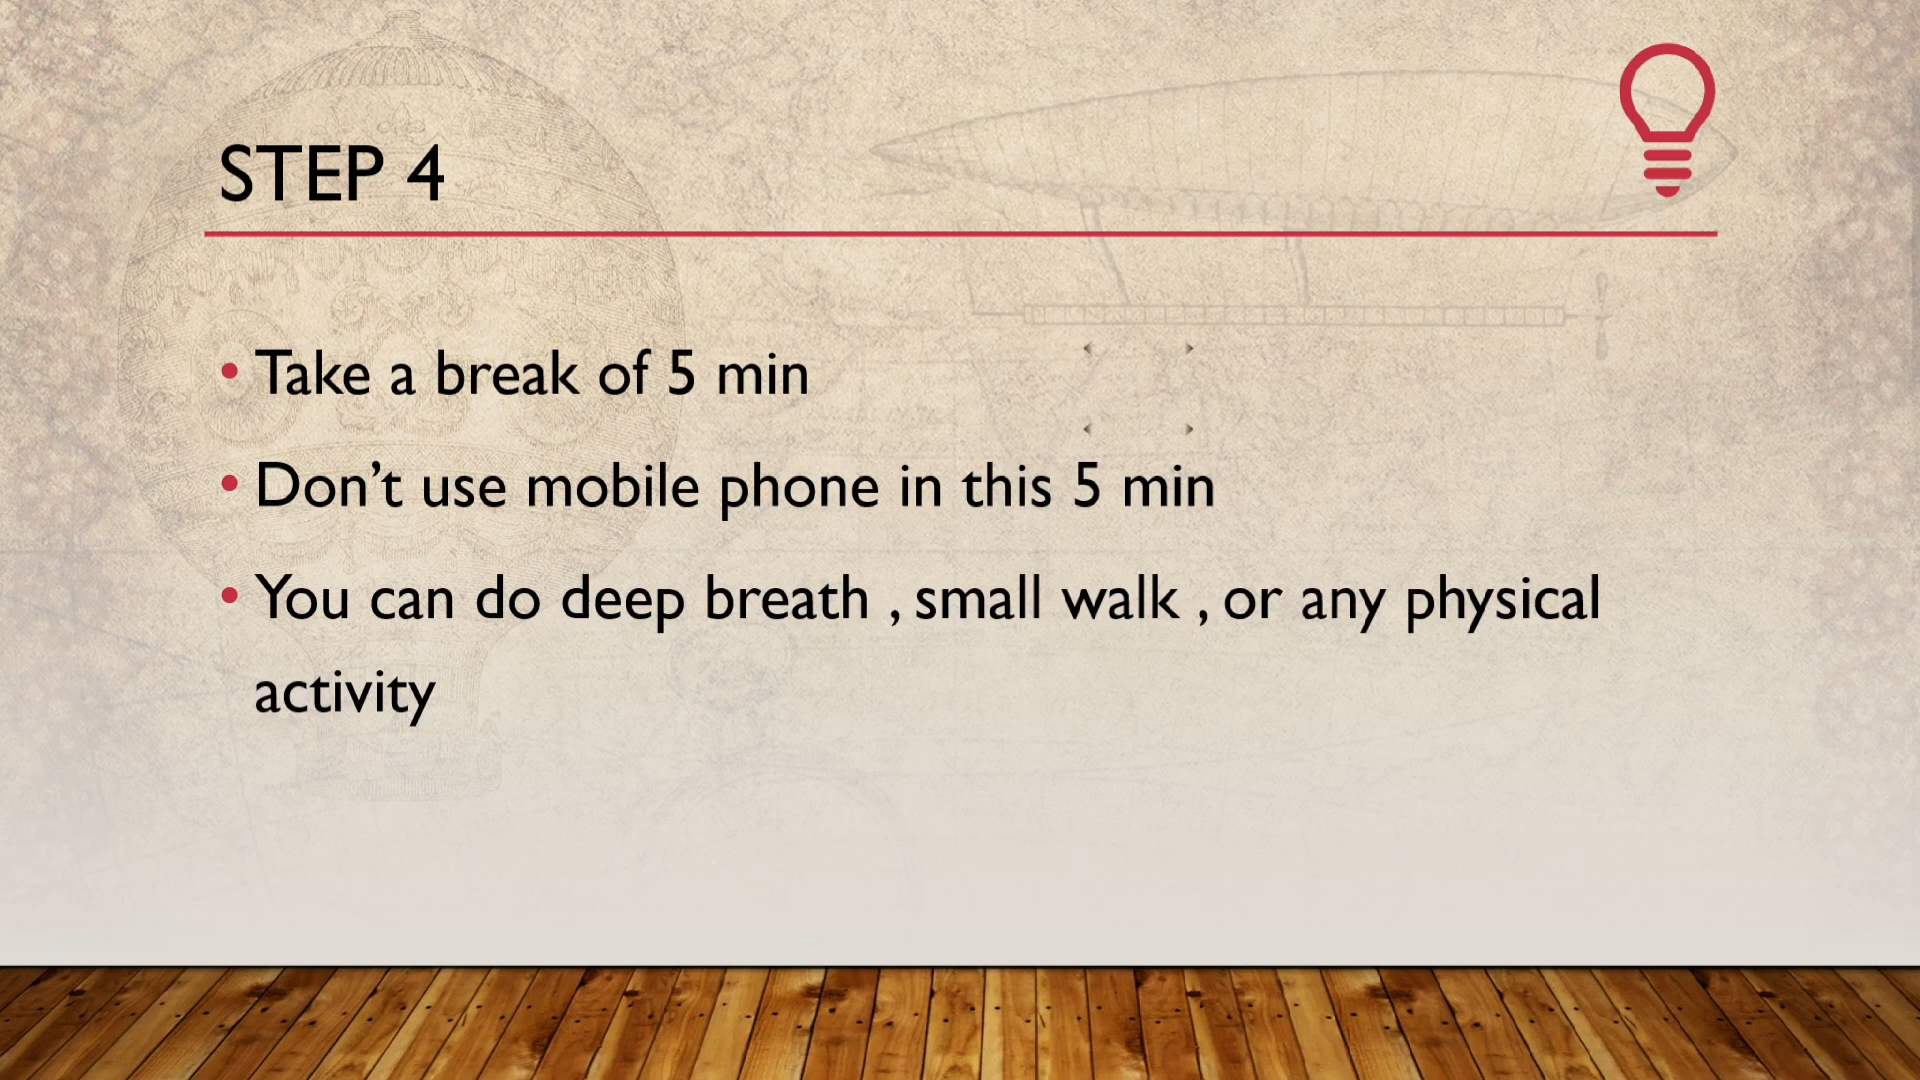 STEP 4
• Take a break of 5 min
• Don’t use mobile phone in this 5 min
• You can do deep breath , small walk , or any physical
activity